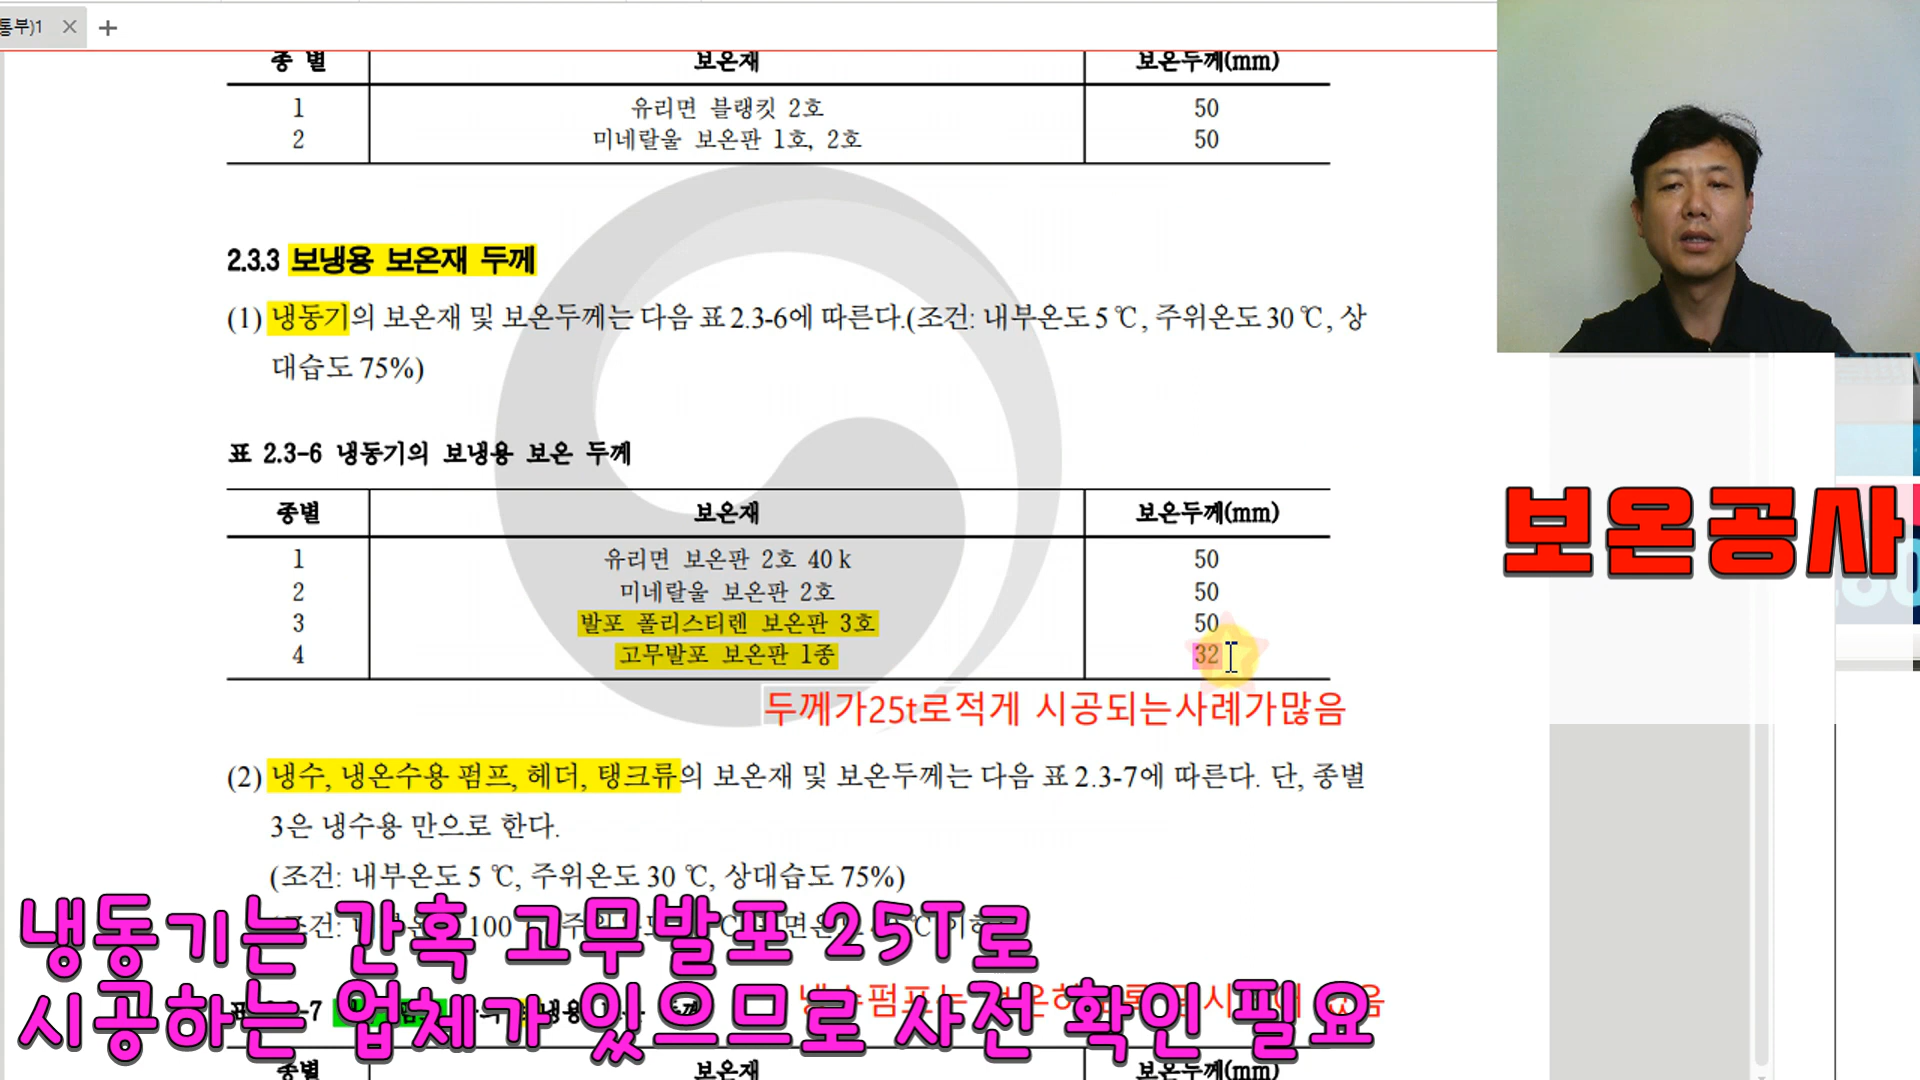 통부)1
종 별 보온재 보온두께(mm)
1 유리면 블랭킷 2호 50
2 미네랄울 보온판 1호, 2호 50
2.3.3 보냉용 보온재 두께
(1) 냉동기의 보온재 및 보온두께는 다음 표 2.3-6에 따른다.(조건: 내부온도 5 ℃, 주위온도 30 ℃, 상
대습도 75%)
표 2.3-6 냉동기의 보냉용 보온 두께
종별 보온재 보온두께(mm)
1 유리면 보온판 2호 40 k 50
2 미네랄울 보온판 2호 50
3 발포 폴리스티렌 보온판 3호 50
4 고무발포 보온판 1종 32
두께가25t로적게 시공되는사례가많음
(2) 냉수, 냉온수용 펌프, 헤더, 탱크류의 보온재 및 보온두께는 다음 표 2.3-7에 따른다. 단, 종별
3은 냉수용 만으로 한다.
(조건: 내부온도 5 ℃, 주위온도 30 ℃, 상대습도 75%)
냉동기는 간혹 고무발포 25T로
시공하는 업체가 있으므로 사전 확인 필요
종별 보온재 보온두께(mm)
보온공사